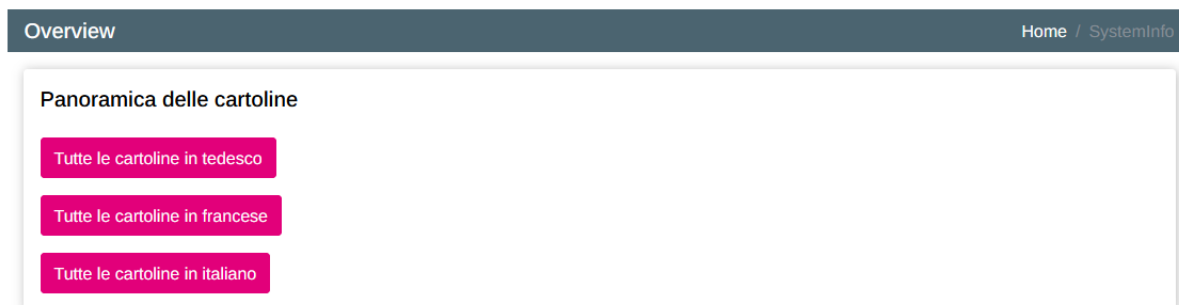 Overview Home / SystemInfo
Panoramica delle cartoline
Tutte le cartoline in tedesco
Tutte le cartoline in francese
Tutte le cartoline in italiano